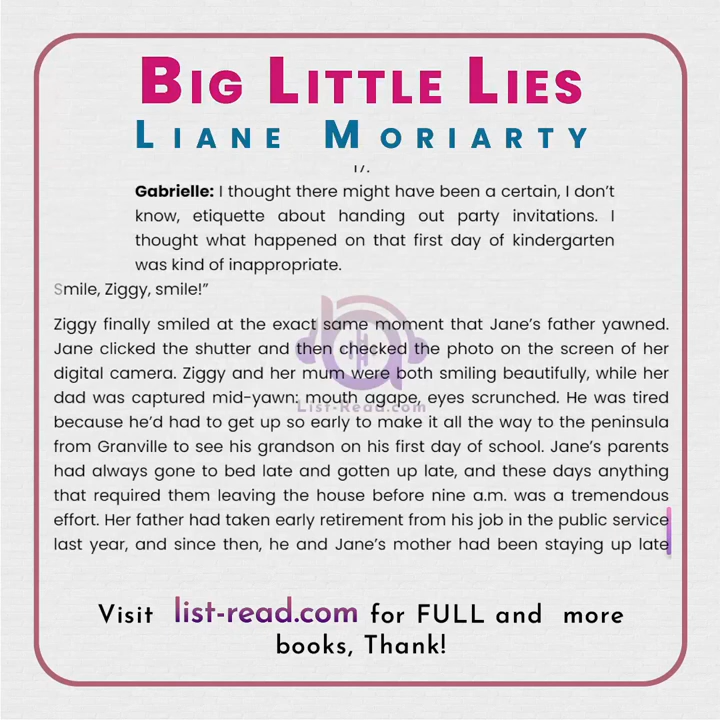 Big Little Lies
Liane Moriarty
17.
Gabrielle: I thought there might have been a certain, I don’t
know, etiquette about handing out party invitations. I
thought what happened on that first day of kindergarten
was kind of inappropriate.
Smile, Ziggy, smile!”
Ziggy finally smiled at the exact same moment that Jane’s father yawned.
Jane clicked the shutter and then checked the photo on the screen of her
digital camera. Ziggy and her mum were both smiling beautifully, while her
dad was captured mid-yawn: mouth agape, eyes scrunched. He was tired
List-Read.com
because he’d had to get up so early to make it all the way to the peninsula
from Granville to see his grandson on his first day of school. Jane’s parents
had always gone to bed late and gotten up late, and these days anything
that required them leaving the house before nine a.m. was a tremendous
effort. Her father had taken early retirement from his job in the public service
last year, and since then, he and Jane’s mother had been staying up late
Visit list-read.com for FULL and more
books, Thank!